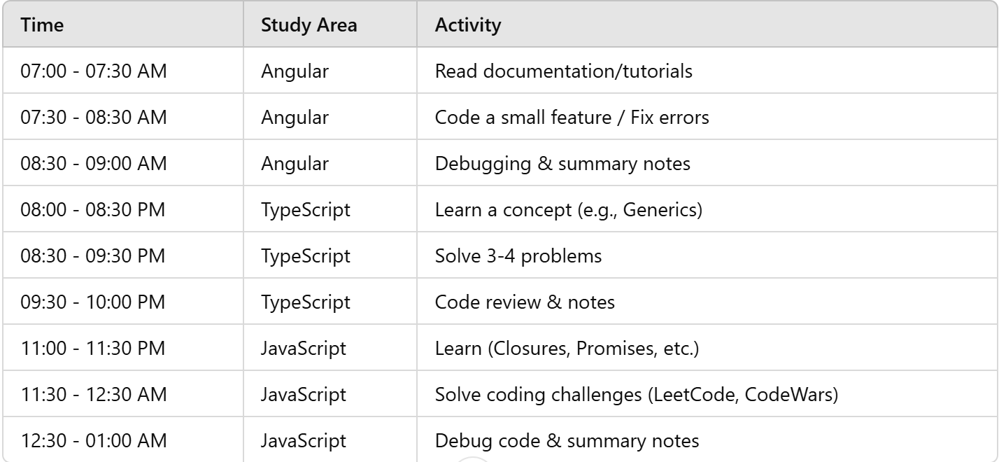 Time Study Area Activity
07:00 - 07:30 AM Angular Read documentation/tutorials
07:30 - 08:30 AM Angular Code a small feature / Fix errors
08:30 - 09:00 AM Angular Debugging & summary notes
08:00 - 08:30 PM TypeScript Learn a concept (e.g., Generics)
08:30 - 09:30 PM TypeScript Solve 3-4 problems
09:30 - 10:00 PM TypeScript Code review & notes
11:00 - 11:30 PM JavaScript Learn (Closures, Promises, etc.)
11:30 - 12:30 AM JavaScript Solve coding challenges (LeetCode, CodeWars)
12:30 - 01:00 AM JavaScript Debug code & summary notes